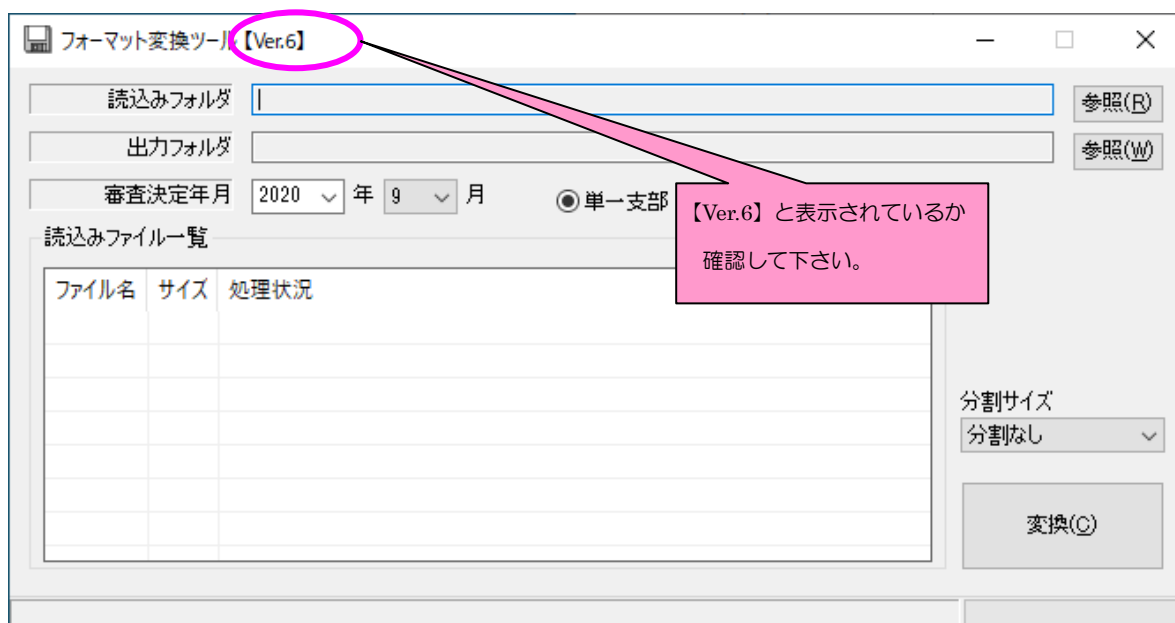 フォーマット変換ツール【Ver.6】
読込みフォルダ
参照(R)
出力フォルダ
参照(W)
審査決定年月 2020 年 9 月 単一支部
【Ver.6】と表示されているか
確認して下さい。
読込みファイル一覧
ファイル名 サイズ 処理状況
分割サイズ
分割なし
変換(C)